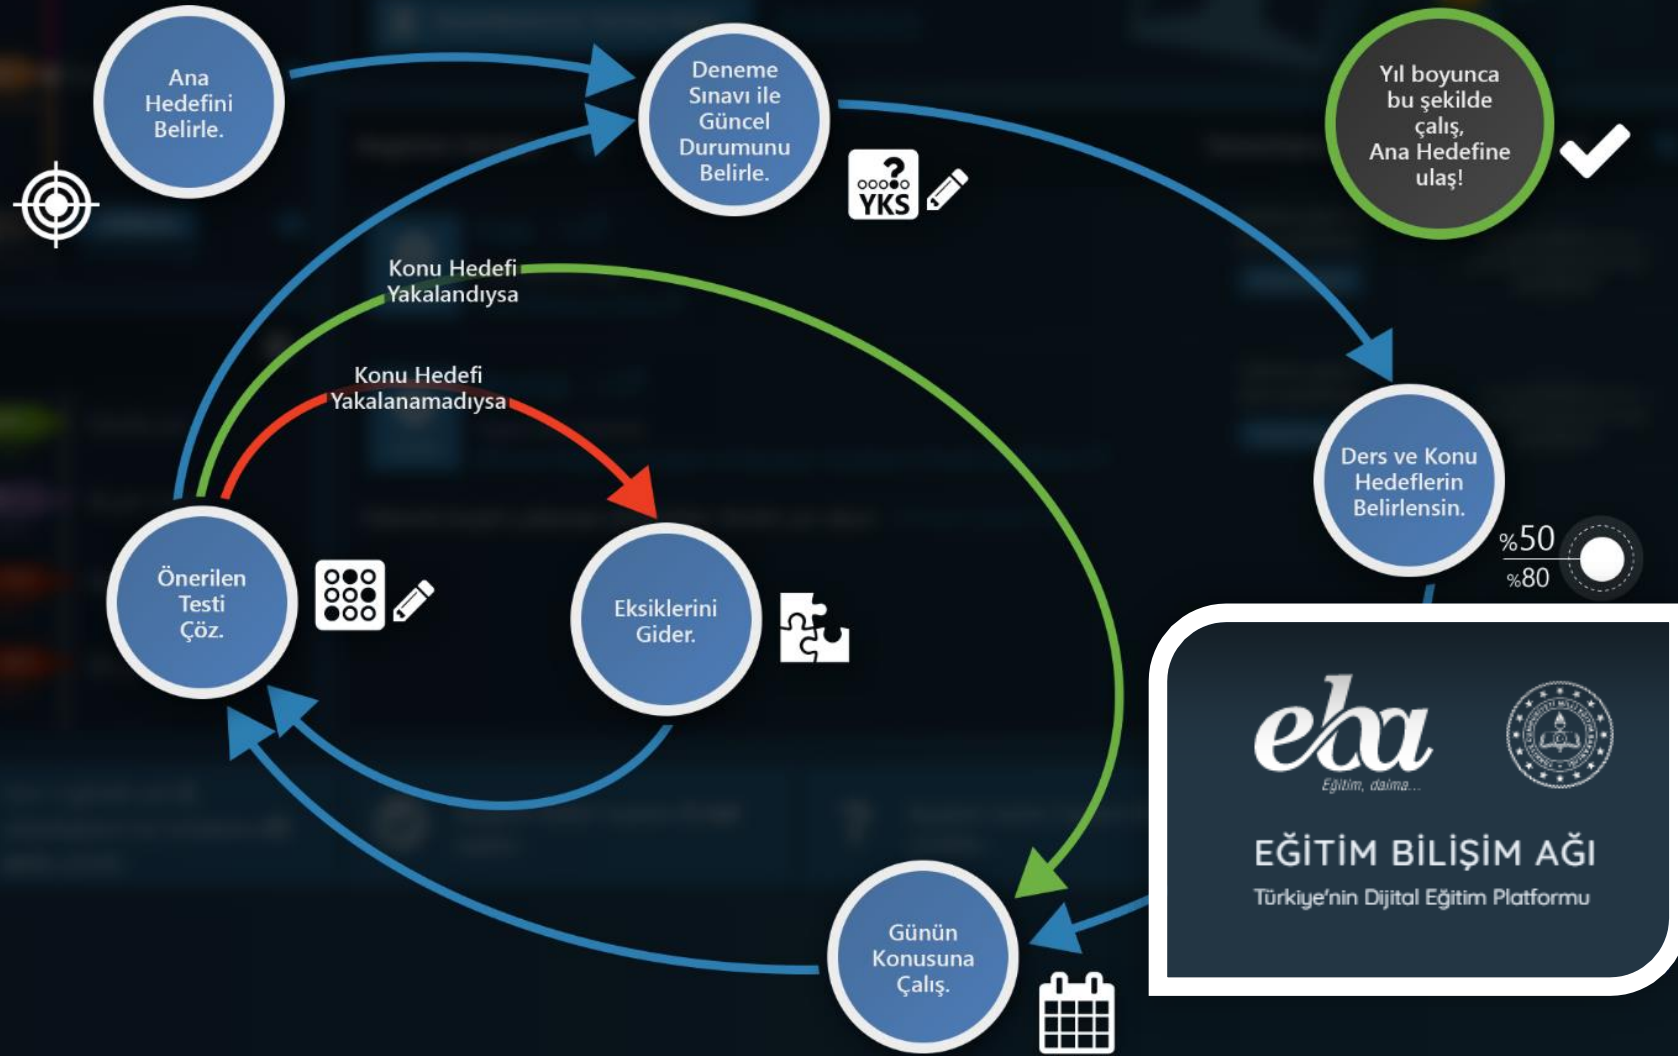 Ana
Hedefini
Belirle.
Deneme
Sınavı ile
Güncel
Durumunu
Belirle.
?
YKS
Yıl boyunca
bu şekilde
çalış,
Ana Hedefine
ulaş!
Konu Hedefi
Yakalandıysa
Konu Hedefi
Yakalanamadıysa
Ders ve Konu
Hedeflerin
Belirlensin.
%50
%80
Önerilen
Testi
Çöz.
Eksiklerini
Gider.
eba
Eğitim, daima...
EĞİTİM BİLİŞİM AĞI
Türkiye'nin Dijital Eğitim Platformu
Günün
Konusuna
Çalış.